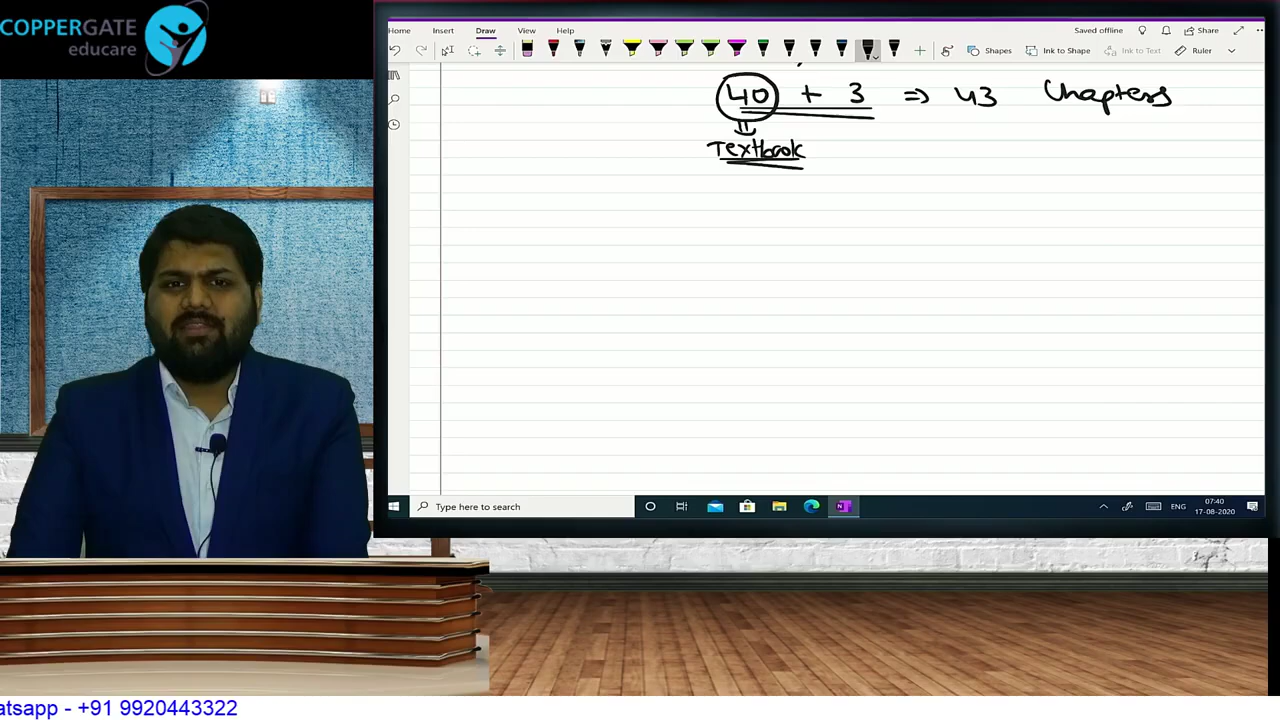 COPPERGATE
educare
Home Insert Draw View Help Saved offline Share
Shapes Ink to Shape Ink to Text Ruler
40 + 3 ⇒ 43 Chapters
Textbook
Type here to search
ENG
07:40
17-08-2020
atsapp - +91 9920443322